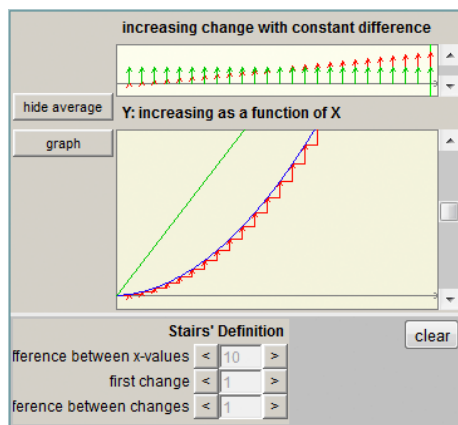 increasing change with constant difference
hide average
Y: increasing as a function of X
graph
Stairs' Definition
clear
fference between x-values < 10 >
first change < 1 >
ference between changes < 1 >